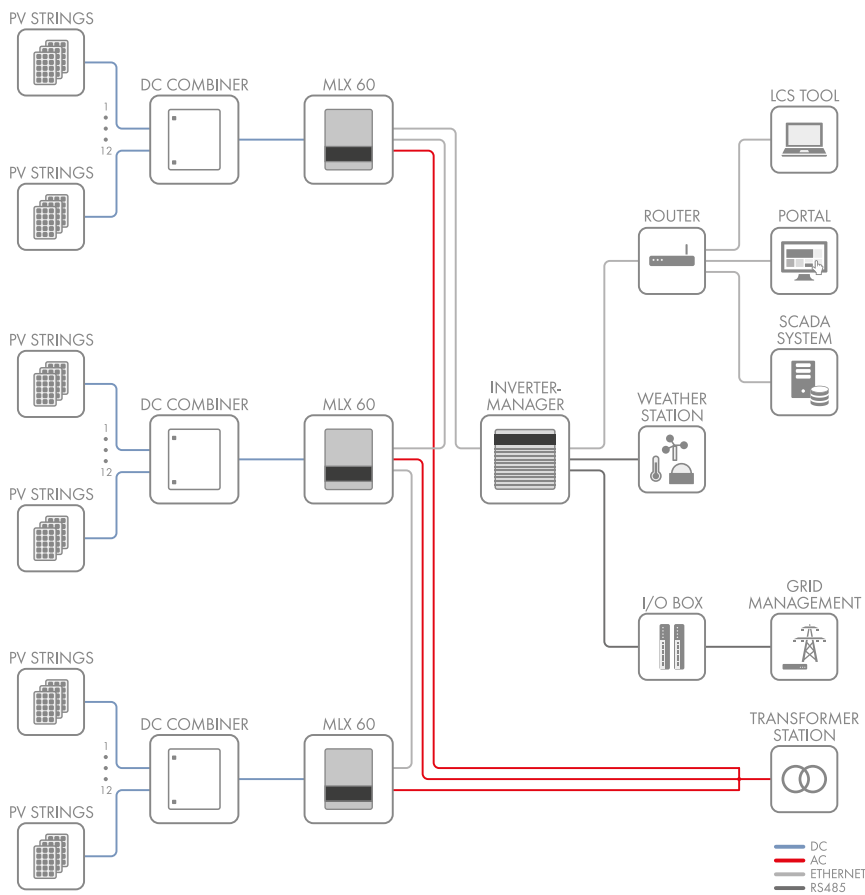 PV STRINGS
DC COMBINER
MLX 60
1
12
PV STRINGS
LCS TOOL
ROUTER
PORTAL
SCADA
SYSTEM
PV STRINGS
DC COMBINER
MLX 60
1
12
PV STRINGS
INVERTER-
MANAGER
WEATHER
STATION
I/O BOX
GRID
MANAGEMENT
PV STRINGS
DC COMBINER
MLX 60
1
12
PV STRINGS
TRANSFORMER
STATION
DC
AC
ETHERNET
RS485